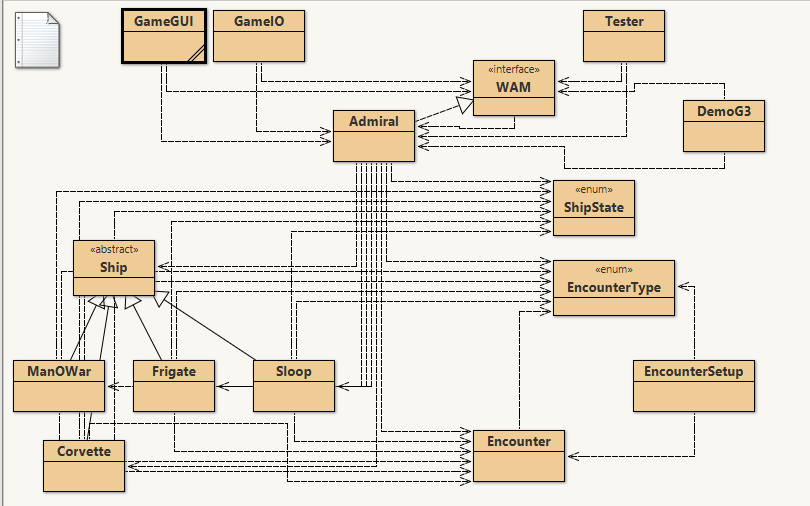 GameGUI
GameIO
Tester
«interface»
WAM
DemoG3
Admiral
«enum»
ShipState
«abstract»
Ship
«enum»
EncounterType
ManOWar
Frigate
Sloop
EncounterSetup
Corvette
Encounter